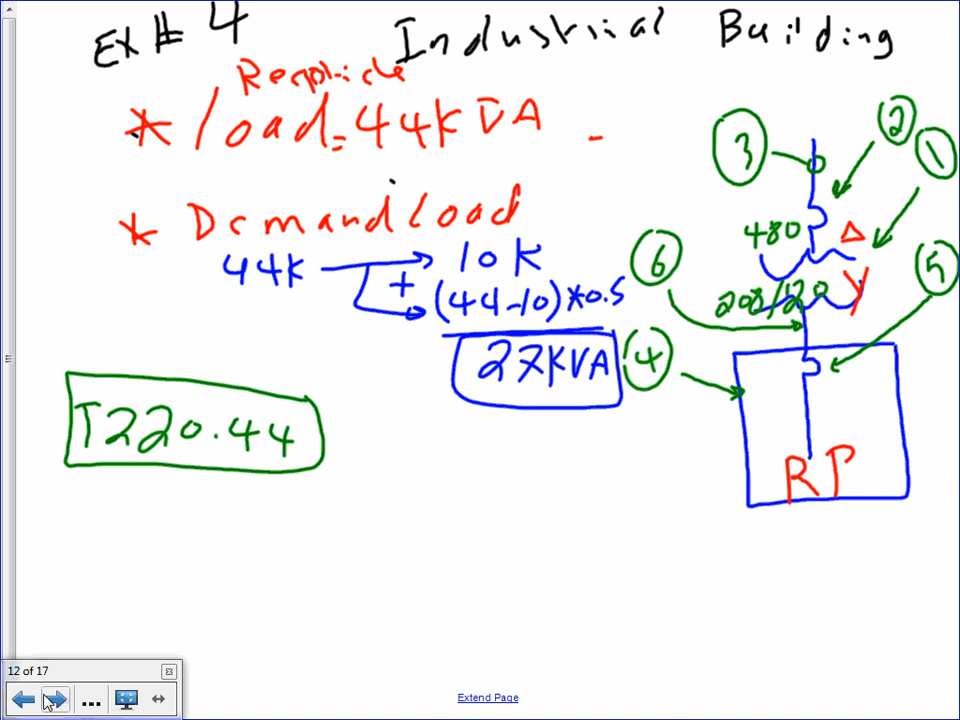 Ex # 4 Industrial Building
Recepticle
* load = 44KVA
3
2
1
* Demand load
480 Δ
44K → 10K
6
5
+ (44-10)*0.5
208/120 Y
27KVA
4
T220.44
RP
12 of 17
...
Extend Page